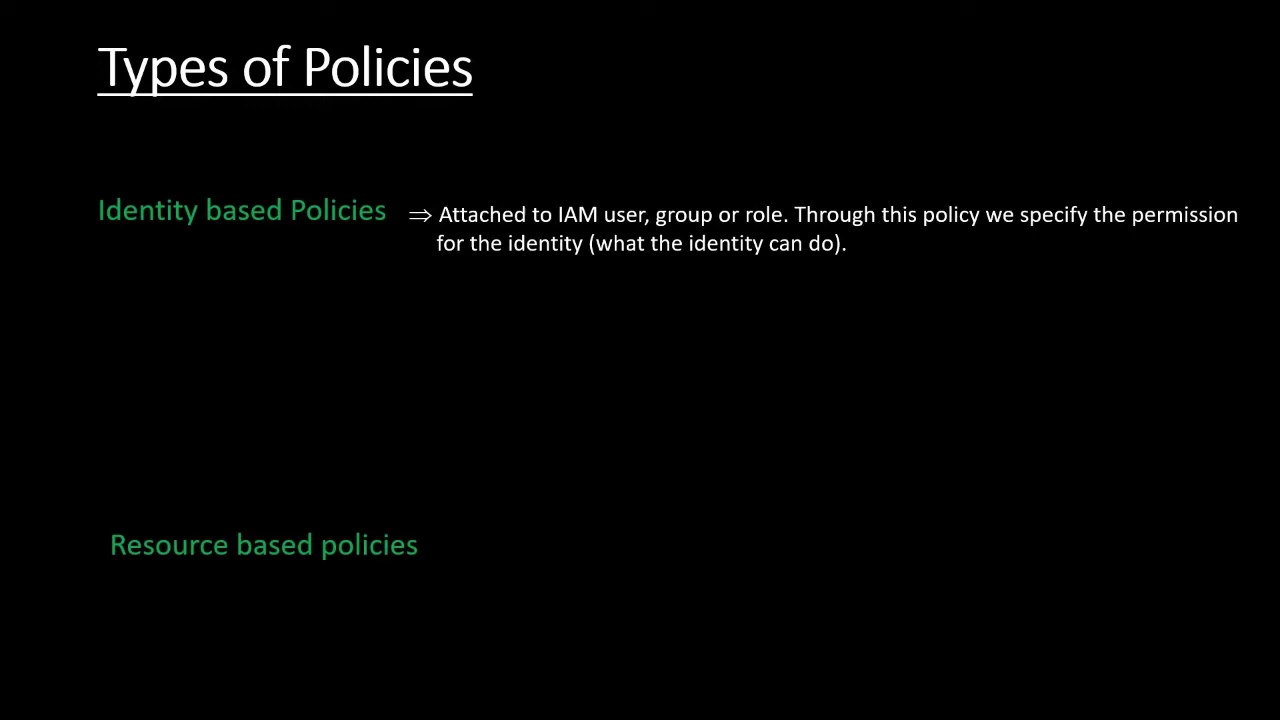 Types of Policies
Identity based Policies ⇒ Attached to IAM user, group or role. Through this policy we specify the permission
for the identity (what the identity can do).
Resource based policies